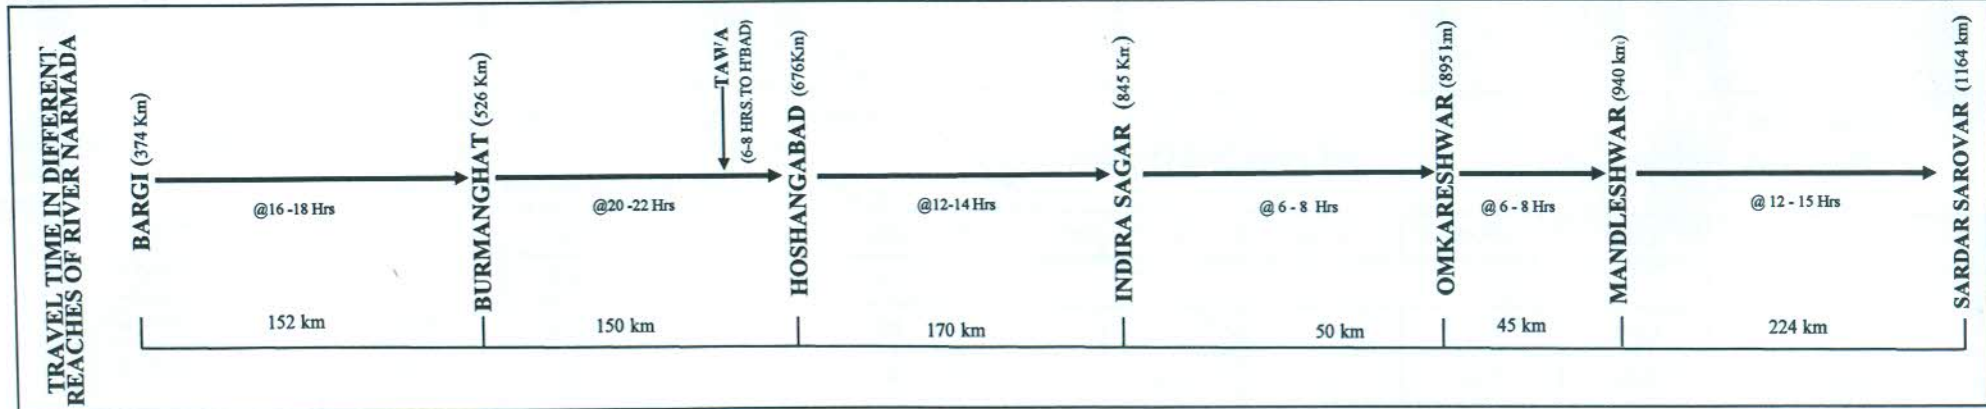 TRAVEL TIME IN DIFFERENT
REACHES OF RIVER NARMADA
BARGI (374 Km)
@16 -18 Hrs
152 km
BURMANGHAT (526 Km)
@20 -22 Hrs
150 km
TAWA
(6-8 HRS. TO H'BAD)
HOSHANGABAD (676Km)
@12-14 Hrs
170 km
INDIRA SAGAR (845 Km)
@ 6 - 8 Hrs
50 km
OMKARESHWAR (895 km)
@ 6 - 8 Hrs
45 km
MANDLESHWAR (940 km)
@ 12 - 15 Hrs
224 km
SARDAR SAROVAR (1164 km)